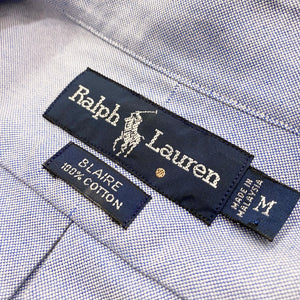 Ralph Lauren
®
BLAIRE
100% COTTON
MADE IN
MALAYSIA
M